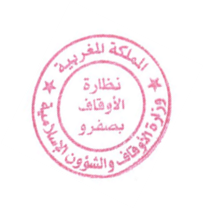 المملكة المغربية
وزارة الأوقاف والشؤون الإسلامية
نظارة
الأوقاف
بصفرو